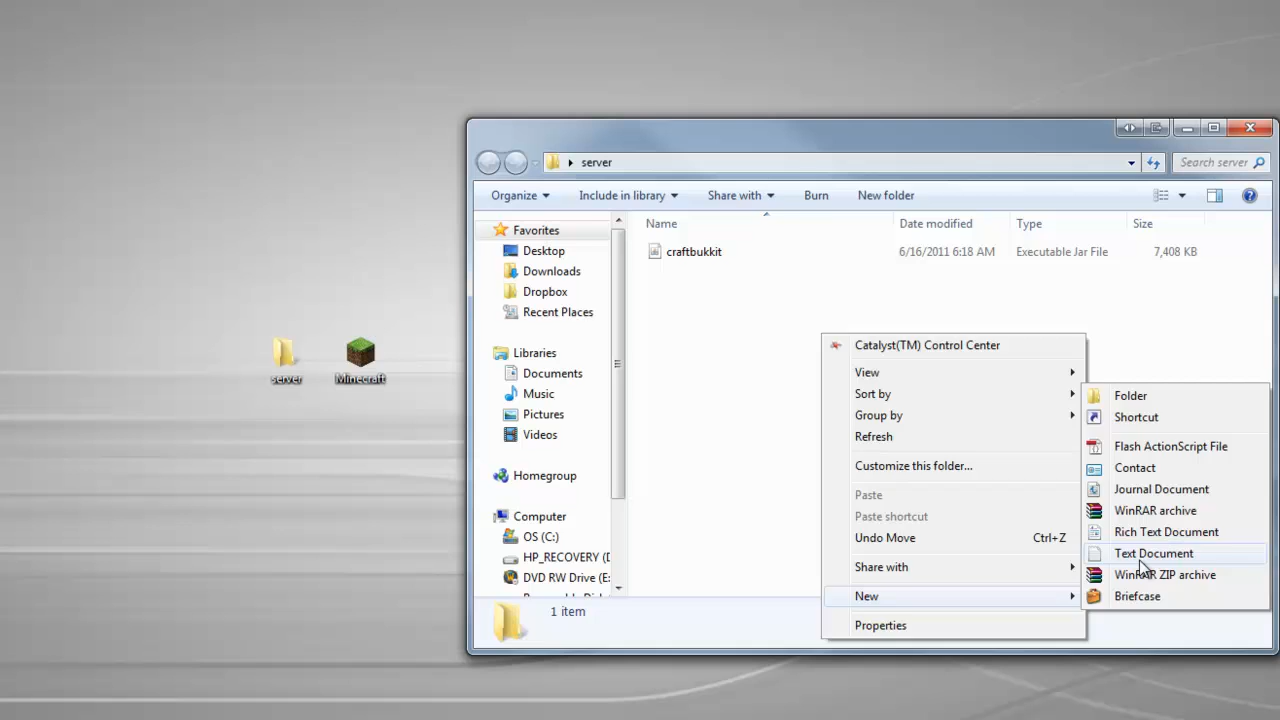 server
Minecraft
server
Search server
Organize
Include in library
Share with
Burn
New folder
Name
Date modified
Type
Size
craftbukkit
6/16/2011 6:18 AM
Executable Jar File
7,408 KB
Favorites
Desktop
Downloads
Dropbox
Recent Places
Libraries
Documents
Music
Pictures
Videos
Homegroup
Computer
OS (C:)
HP_RECOVERY (D
DVD RW Drive (E:
1 item
Catalyst(TM) Control Center
View
Sort by
Group by
Refresh
Customize this folder...
Paste
Paste shortcut
Undo Move Ctrl+Z
Share with
New
Properties
Folder
Shortcut
Flash ActionScript File
Contact
Journal Document
WinRAR archive
Rich Text Document
Text Document
WinRAR ZIP archive
Briefcase